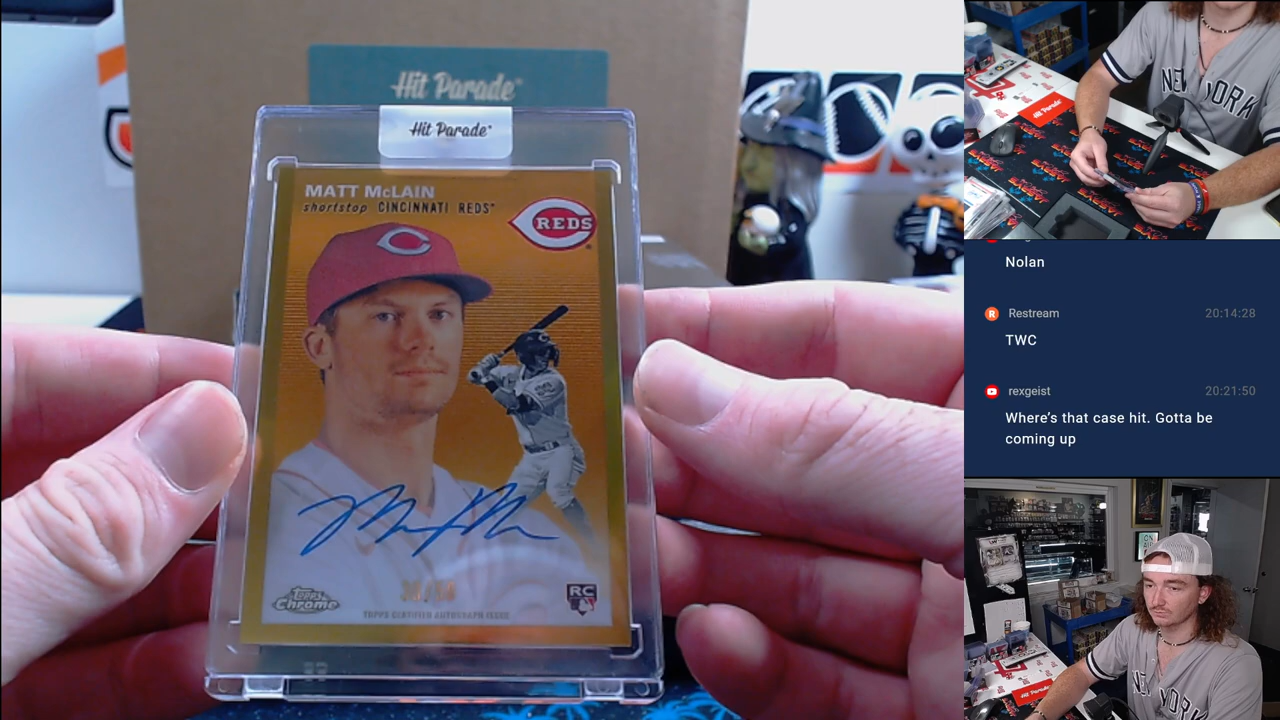 Hit Parade
Hit Parade
MATT McLAIN
shortstop CINCINNATI REDS
REDS
Topps
Chrome
TOPPS CERTIFIED AUTOGRAPH ISSUE
RC
NEW YORK
Hit Parade
Nolan
Restream 20:14:28
TWC
rexgeist 20:21:50
Where's that case hit. Gotta be
coming up
NEW YORK
Hit Parade